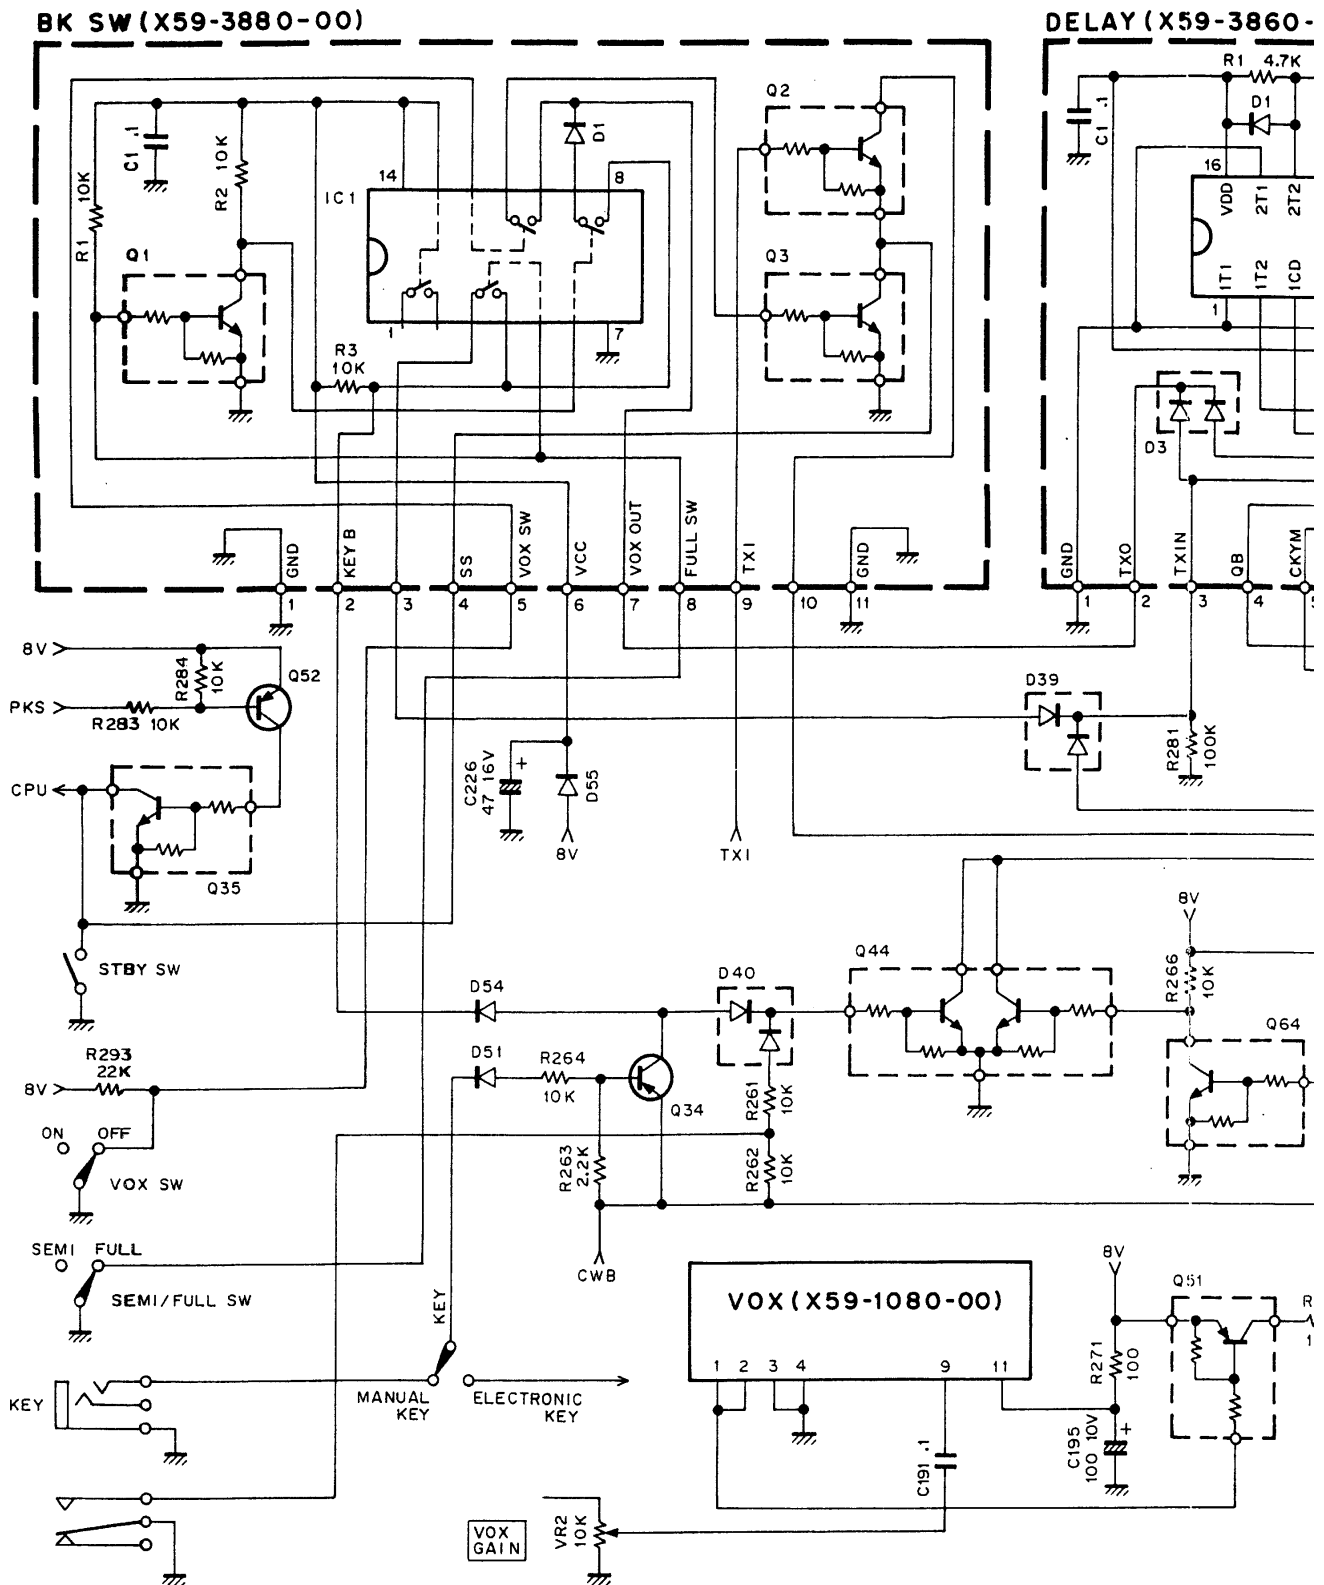 BK SW (X59-3880-00)
DELAY (X59-3860-
R1 4.7K
D1
C1 .1
16
VDD
2T1
2T2
1T1
1T2
1CD
1
D3
Q2
Q3
D1
C1 .1
R2 10K
R1 10K
14
8
IC1
Q1
1
7
R3
10K
GND
KEY B
SS
VOX SW
VCC
VOX OUT
FULL SW
TX1
GND
1
2
3
4
5
6
7
8
9
10
11
GND
TXO
TXIN
QB
CKYM
1
2
3
4
5
8V
R284
10K
Q52
PKS
R283 10K
CPU
Q35
C226
47 16V
+
D55
8V
TX1
D39
R281
100K
STBY SW
8V
R266
10K
Q44
D40
D54
Q64
R293
22K
8V
D51
R264
10K
Q34
R261
10K
R263
2.2K
R262
10K
ON OFF
VOX SW
SEMI FULL
SEMI/FULL SW
CWB
KEY
VOX (X59-1080-00)
1
2
3
4
9
11
8V
Q51
R
1
R271
100
C195
100 10V
+
KEY
MANUAL
KEY
ELECTRONIC
KEY
C191 .1
VOX
GAIN
VR2
10K